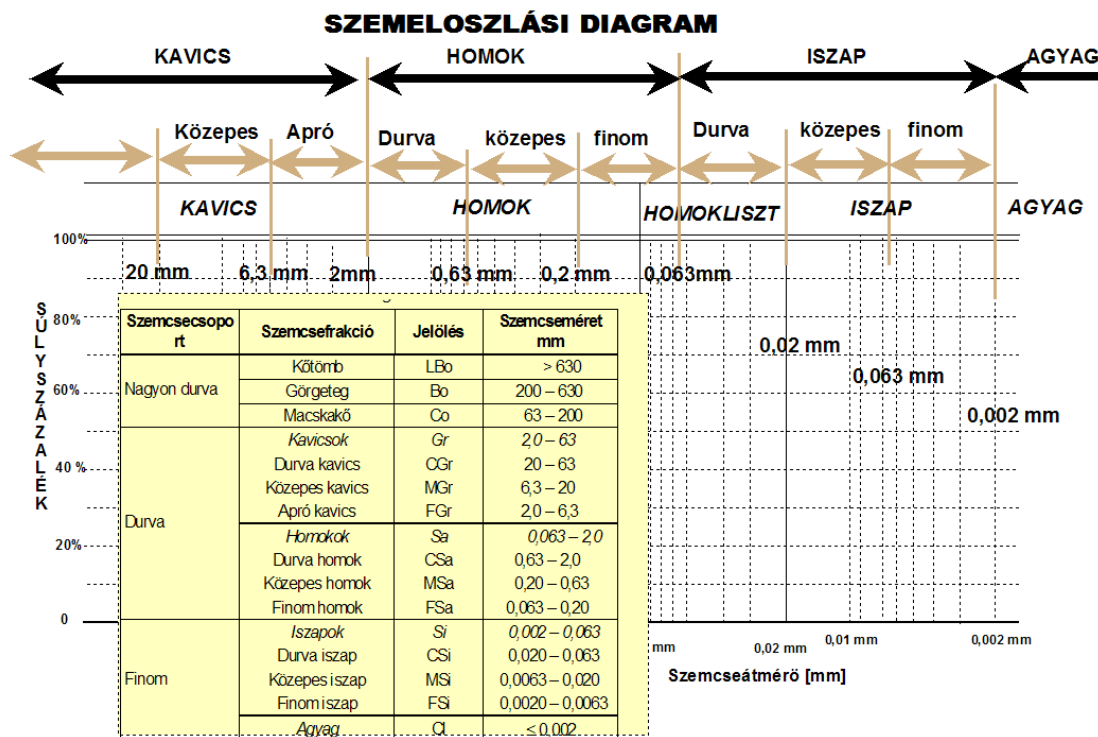 SZEMELOSZLÁSI DIAGRAM
KAVICS HOMOK ISZAP AGYAG
Közepes Apró Durva közepes finom Durva közepes finom
KAVICS HOMOK HOMOKLISZT ISZAP AGYAG
100%
20 mm 6,3 mm 2mm 0,63 mm 0,2 mm 0,063mm
SÚLYSZÁZALÉK
80%
60%
40 %
20%
0
0,02 mm
0,063 mm
0,002 mm
Szemcsecsopo
rt
Szemcsefrakció Jelölés Szemcseméret
mm
Nagyon durva
Kőtömb LBo > 630
Görgeteg Bo 200 – 630
Macskakő Co 63 – 200
Durva
Kavicsok Gr 2,0 – 63
Durva kavics CGr 20 – 63
Közepes kavics MGr 6,3 – 20
Apró kavics FGr 2,0 – 6,3
Homokok Sa 0,063 – 2,0
Durva homok CSa 0,63 – 2,0
Közepes homok MSa 0,20 – 0,63
Finom homok FSa 0,063 – 0,20
Finom
Iszapok Si 0,002 – 0,063
Durva iszap CSi 0,020 – 0,063
Közepes iszap MSi 0,0063 – 0,020
Finom iszap FSi 0,0020 – 0,0063
Agyag Cl ≤ 0,002
mm 0,02 mm 0,01 mm 0,002 mm
Szemcseátmérö [mm]